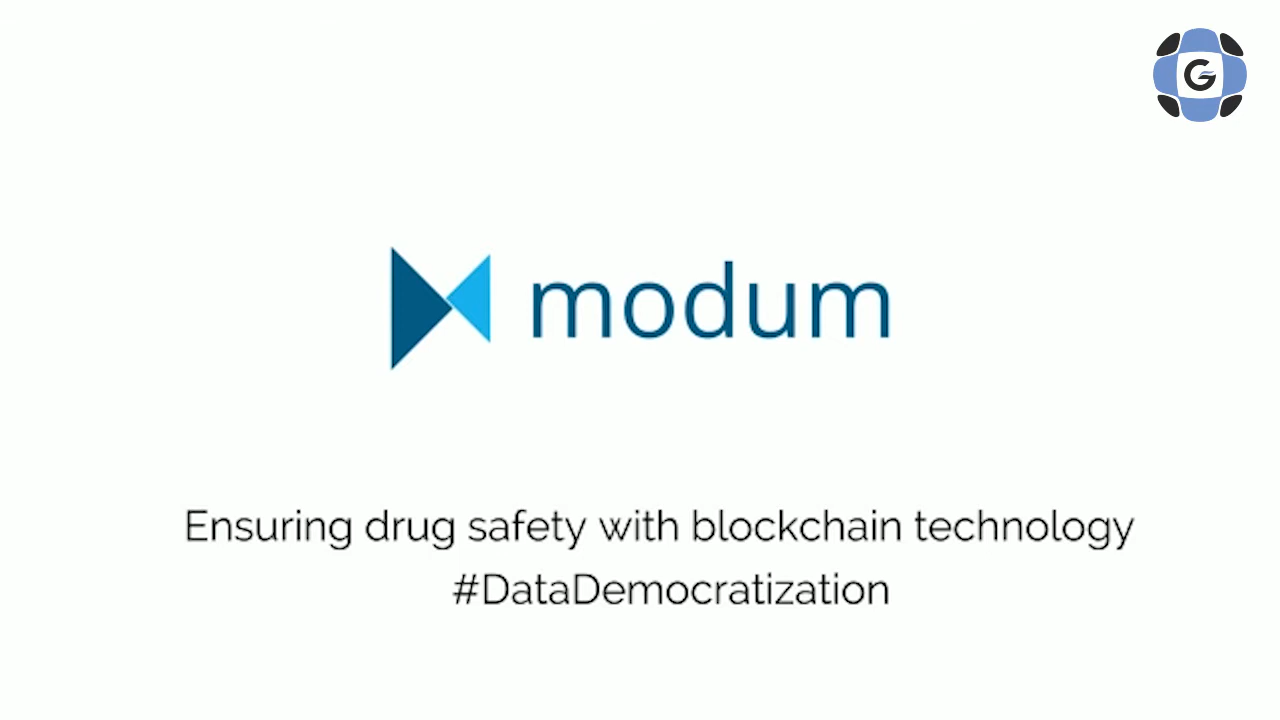 G
modum
Ensuring drug safety with blockchain technology
#DataDemocratization